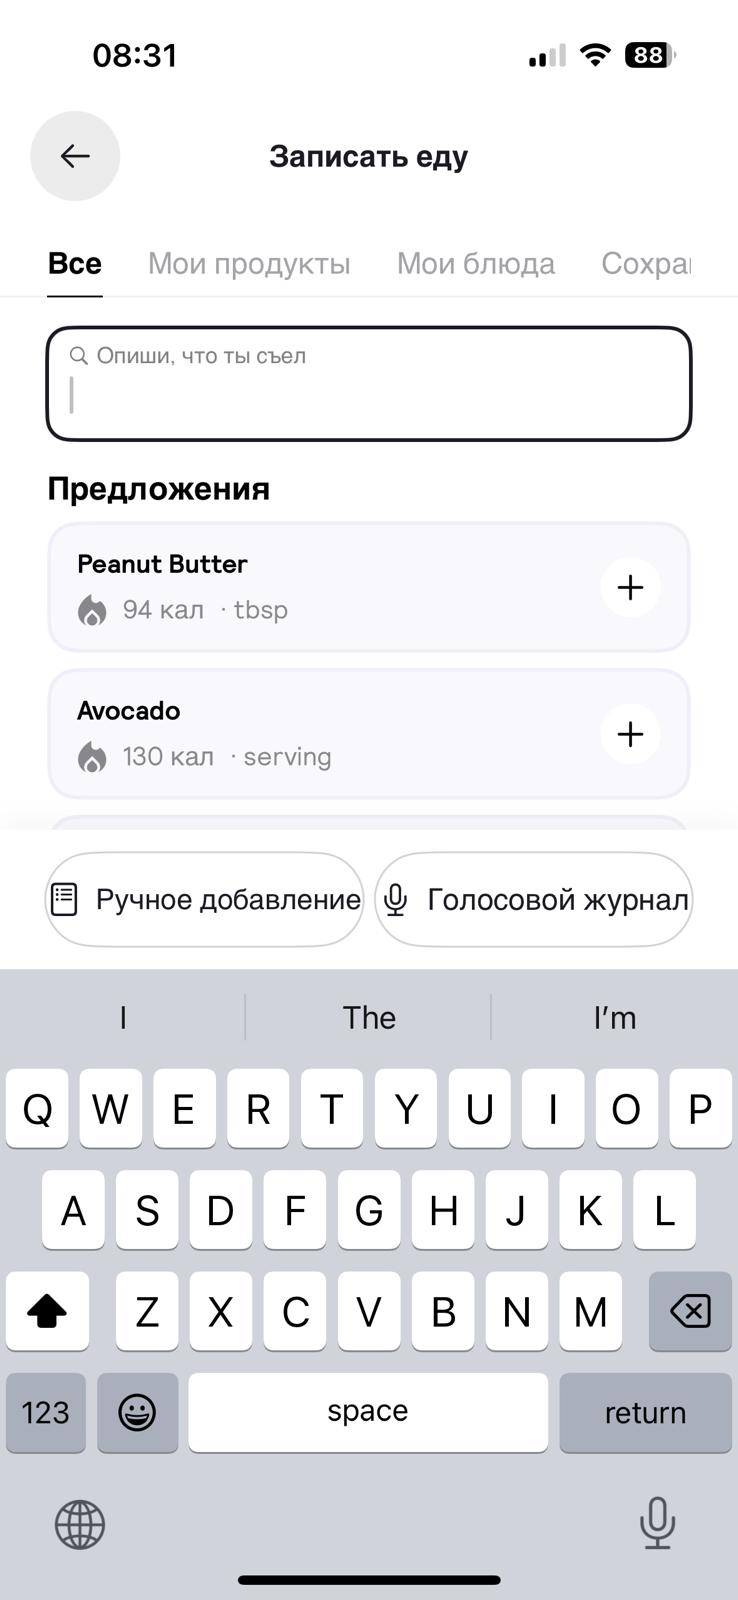 08:31
88
Записать еду
Все Мои продукты Мои блюда Сохра
Опиши, что ты съел
Предложения
Peanut Butter
94 кал · tbsp
Avocado
130 кал · serving
Ручное добавление Голосовой журнал
I The I’m
Q W E R T Y U I O P
A S D F G H J K L
Z X C V B N M
123 space return